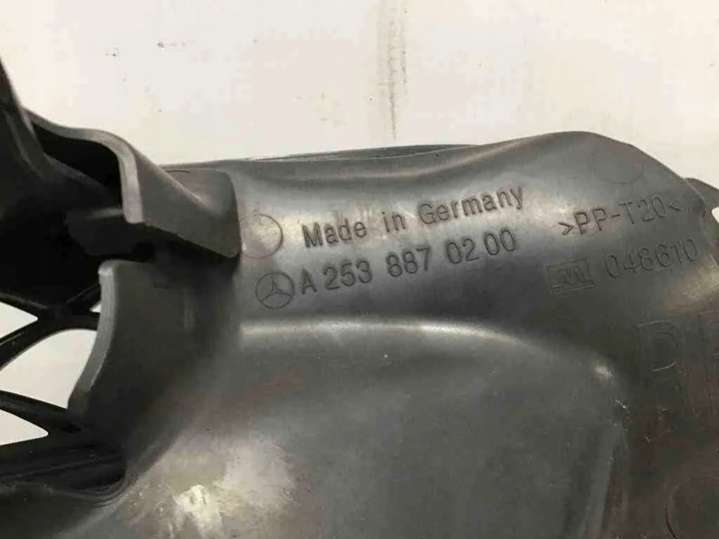 Made in Germany
A 253 887 02 00
>PP-T20<
048610